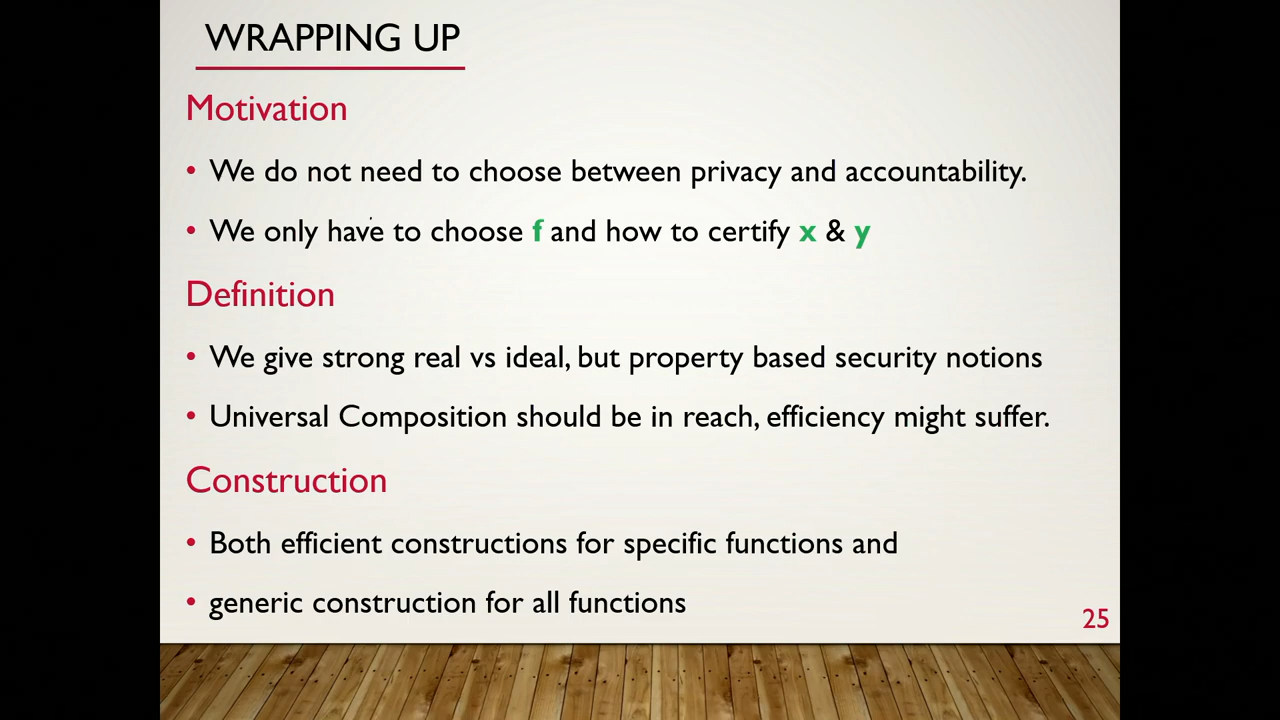 WRAPPING UP
Motivation
• We do not need to choose between privacy and accountability.
• We only have to choose f and how to certify x & y
Definition
• We give strong real vs ideal, but property based security notions
• Universal Composition should be in reach, efficiency might suffer.
Construction
• Both efficient constructions for specific functions and
• generic construction for all functions
25